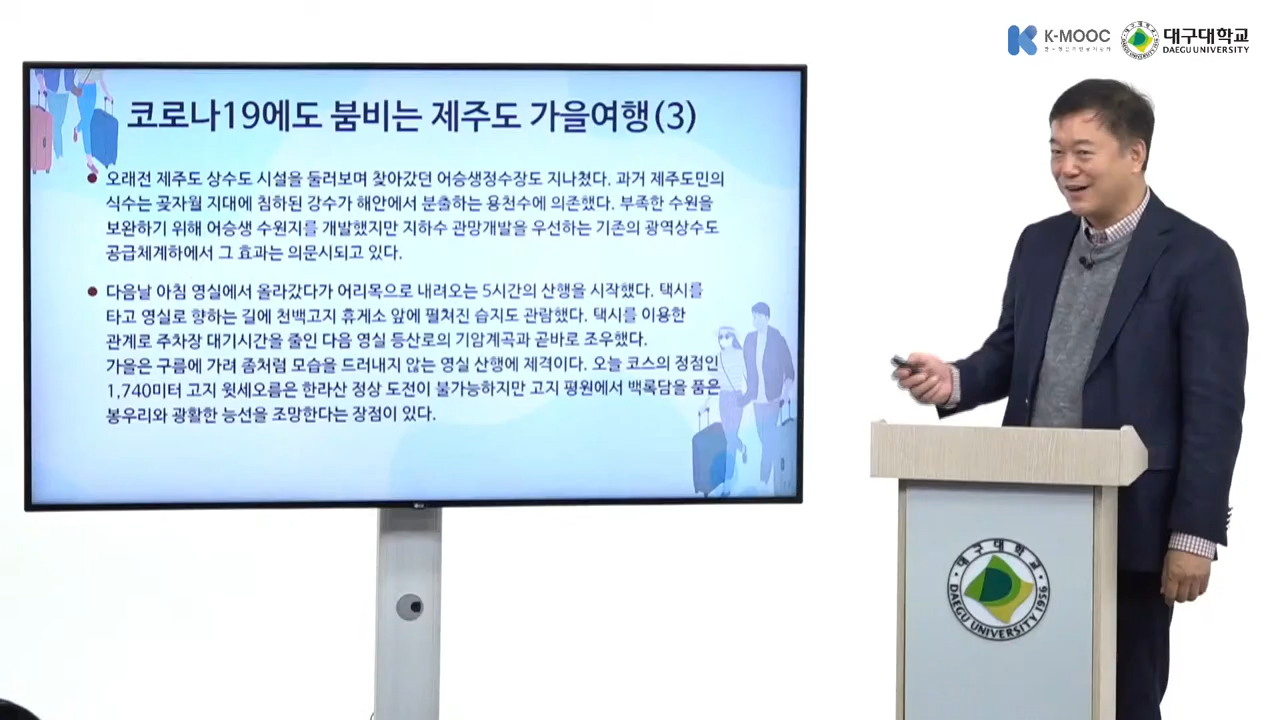 K-MOOC
대구대학교
DAEGU UNIVERSITY
코로나19에도 붐비는 제주도 가을여행(3)
오래전 제주도 상수도 시설을 둘러보며 찾아갔던 어승생정수장도 지나쳤다. 과거 제주도민의
식수는 곶자월 지대에 침하된 강수가 해안에서 분출하는 용천수에 의존했다. 부족한 수원을
보완하기 위해 어승생 수원지를 개발했지만 지하수 관망개발을 우선하는 기존의 광역상수도
공급체계하에서 그 효과는 의문시되고 있다.
다음날 아침 영실에서 올라갔다가 어리목으로 내려오는 5시간의 산행을 시작했다. 택시를
타고 영실로 향하는 길에 천백고지 휴게소 앞에 펼쳐진 습지도 관람했다. 택시를 이용한
관계로 주차장 대기시간을 줄인 다음 영실 등산로의 기암계곡과 곧바로 조우했다.
가을은 구름에 가려 좀처럼 모습을 드러내지 않는 영실 산행에 제격이다. 오늘 코스의 정점인
1,740미터 고지 윗세오름은 한라산 정상 도전이 불가능하지만 고지 평원에서 백록담을 품은
봉우리와 광활한 능선을 조망한다는 장점이 있다.
LG
대구대학교
DAEGU UNIVERSITY 1956